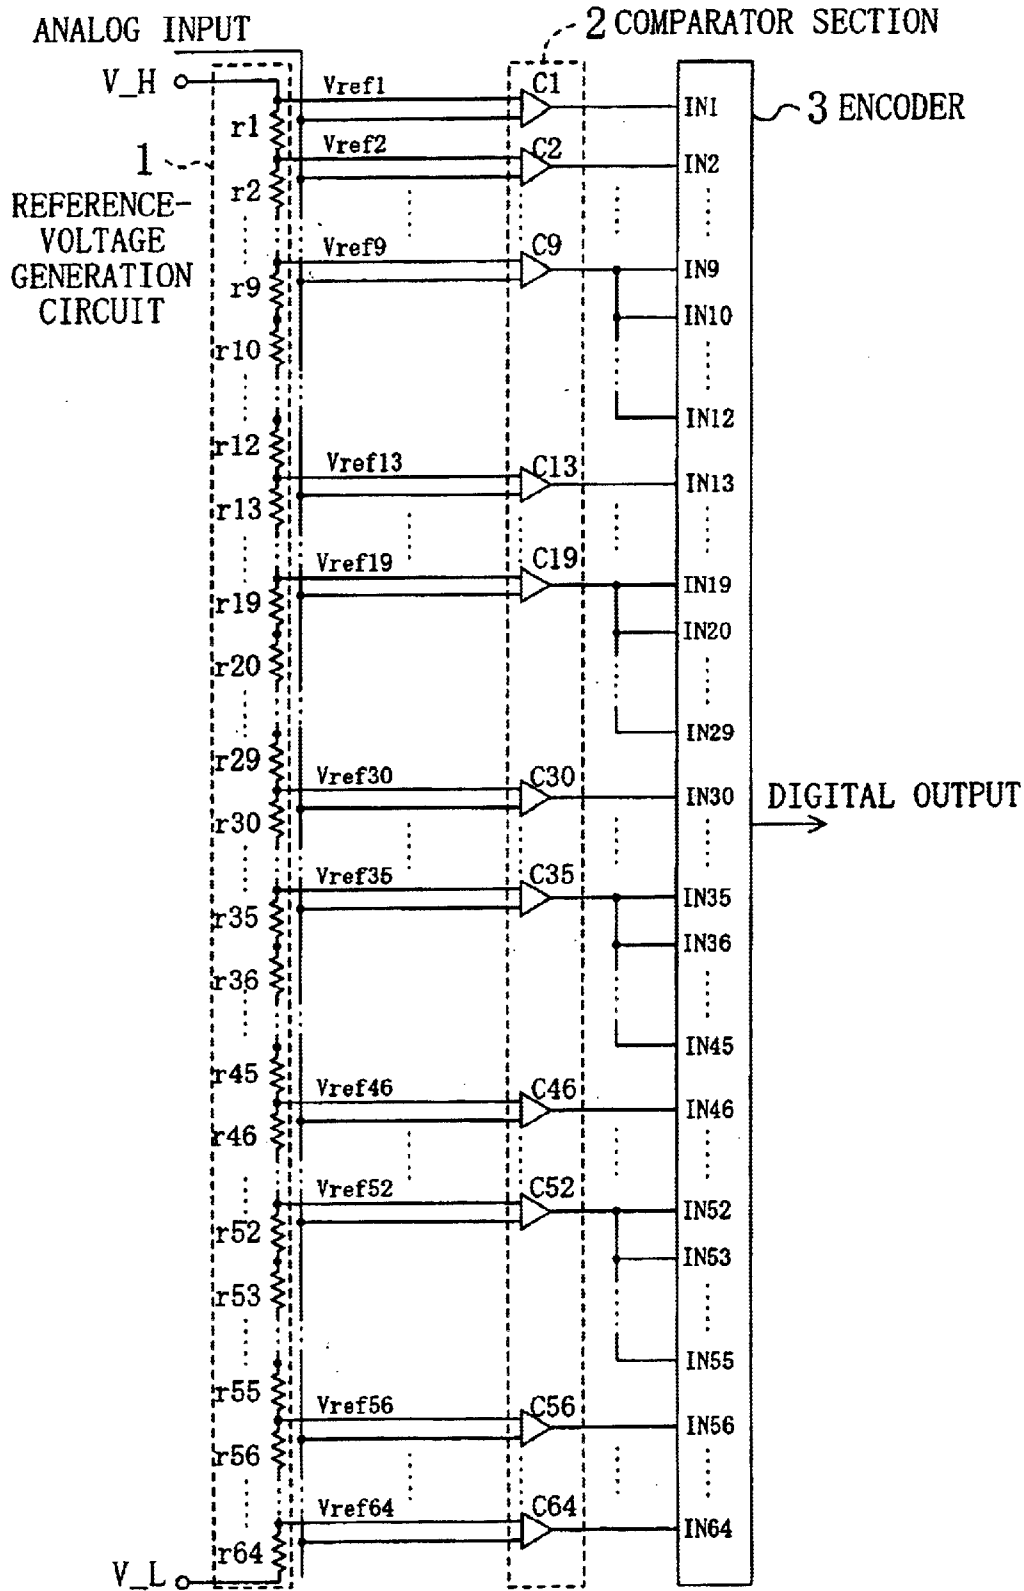 ANALOG INPUT
2 COMPARATOR SECTION
V_H
Vref1
C1
IN1
3 ENCODER
r1
Vref2
C2
IN2
1
REFERENCE-
VOLTAGE
GENERATION
CIRCUIT
r2
Vref9
C9
IN9
r9
IN10
r10
IN12
r12
Vref13
C13
IN13
r13
Vref19
C19
IN19
r19
IN20
r20
IN29
r29
Vref30
C30
IN30
DIGITAL OUTPUT
r30
Vref35
C35
IN35
r35
IN36
r36
IN45
r45
Vref46
C46
IN46
r46
Vref52
C52
IN52
r52
IN53
r53
IN55
r55
Vref56
C56
IN56
r56
Vref64
C64
IN64
r64
V_L